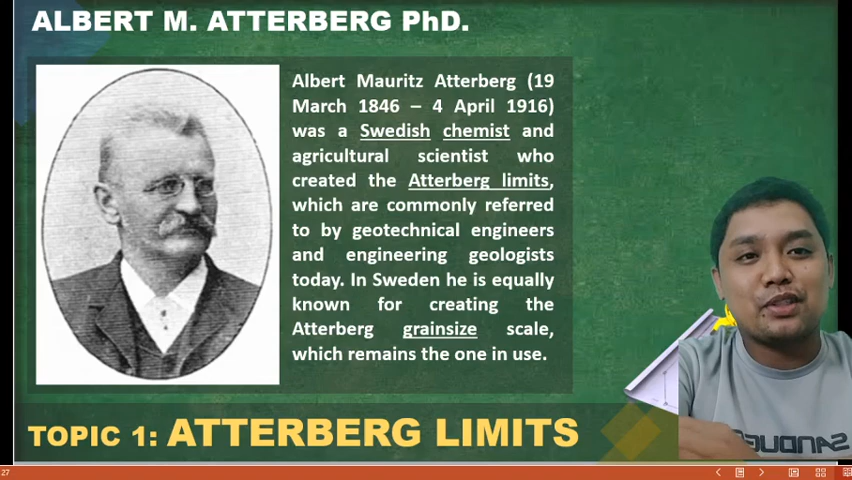 ALBERT M. ATTERBERG PhD.
Albert Mauritz Atterberg (19
March 1846 – 4 April 1916)
was a Swedish chemist and
agricultural scientist who
created the Atterberg limits,
which are commonly referred
to by geotechnical engineers
and engineering geologists
today. In Sweden he is equally
known for creating the
Atterberg grainsize scale,
which remains the one in use.
SANDUGO
TOPIC 1: ATTERBERG LIMITS
27